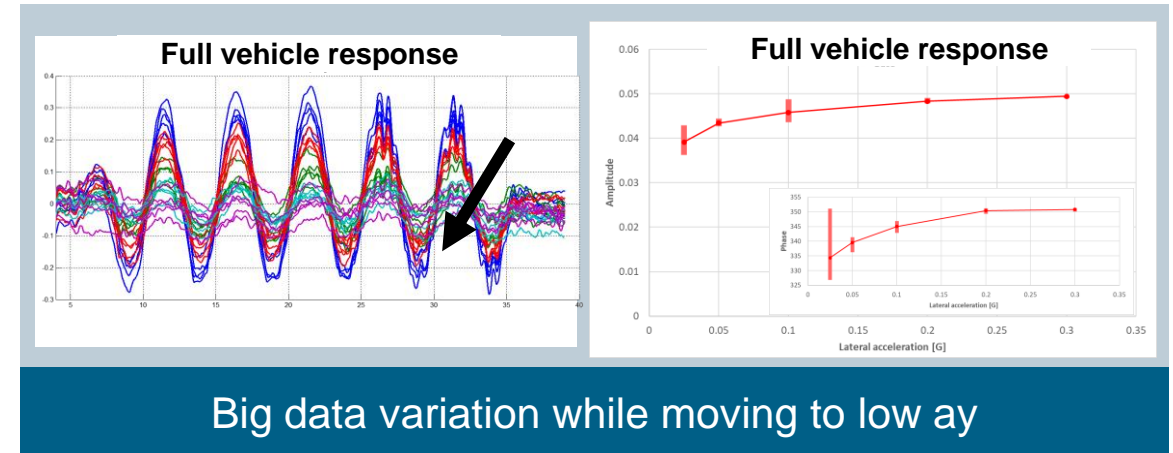 Full vehicle response
0.4
0.3
0.2
0.1
0
-0.1
-0.2
-0.3
5 10 15 20 25 30 35 40
Full vehicle response
0.06
0.05
0.04
0.03
0.02
0.01
0
Amplitude
0 0.05 0.1 0.15 0.2 0.25 0.3 0.35
Lateral acceleration [G]
355
350
345
340
335
330
325
Phase
0 0.05 0.1 0.15 0.2 0.25 0.3 0.35
Lateral acceleration [G]
Big data variation while moving to low ay